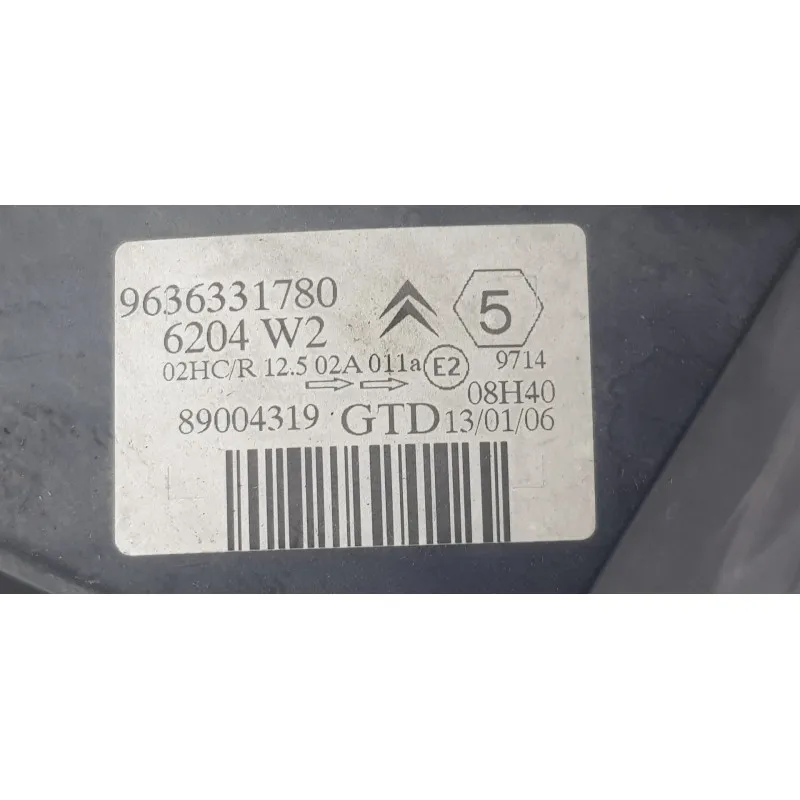 9636331780
6204 W2
5
02HC/R 12.5 02A 011a E2 9714
08H40
89004319 GTD 13/01/06